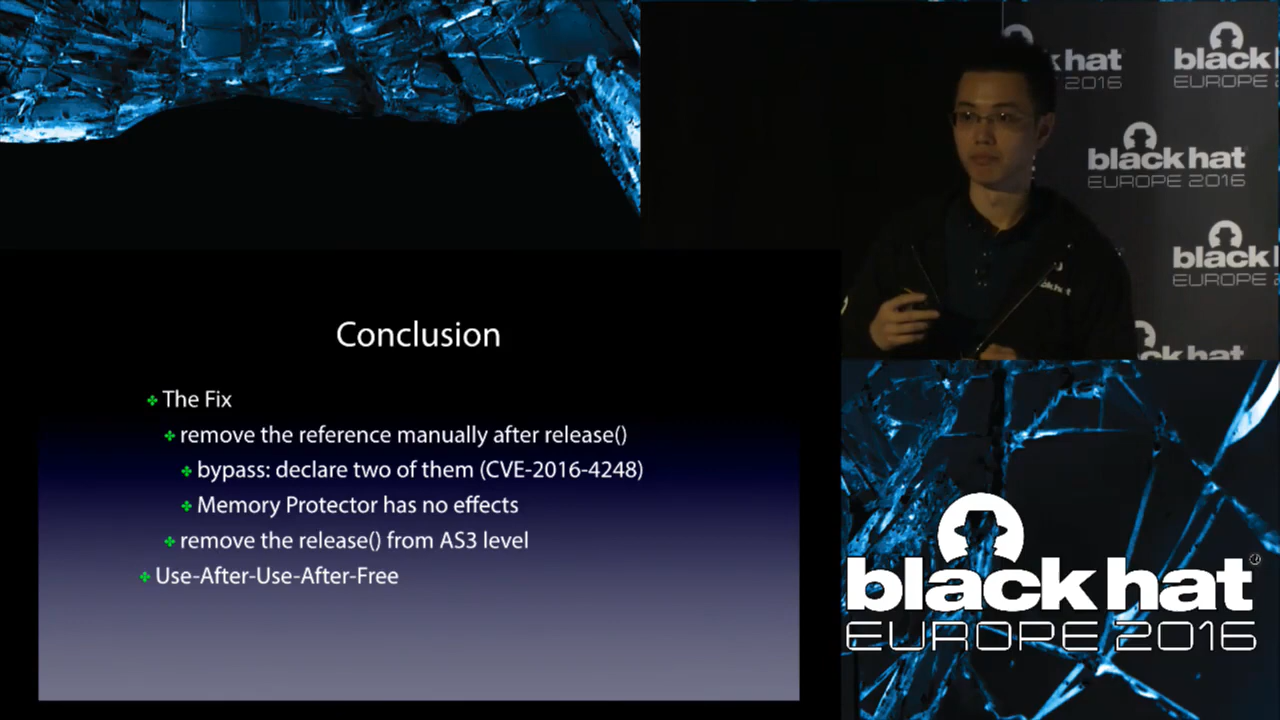 Conclusion
The Fix
remove the reference manually after release()
bypass: declare two of them (CVE-2016-4248)
Memory Protector has no effects
remove the release() from AS3 level
Use-After-Use-After-Free
hat
EUROPE 2016
black
EUROPE
black hat
EUROPE 2016
black
EUROPE
ck hat
black hat
EUROPE 2016